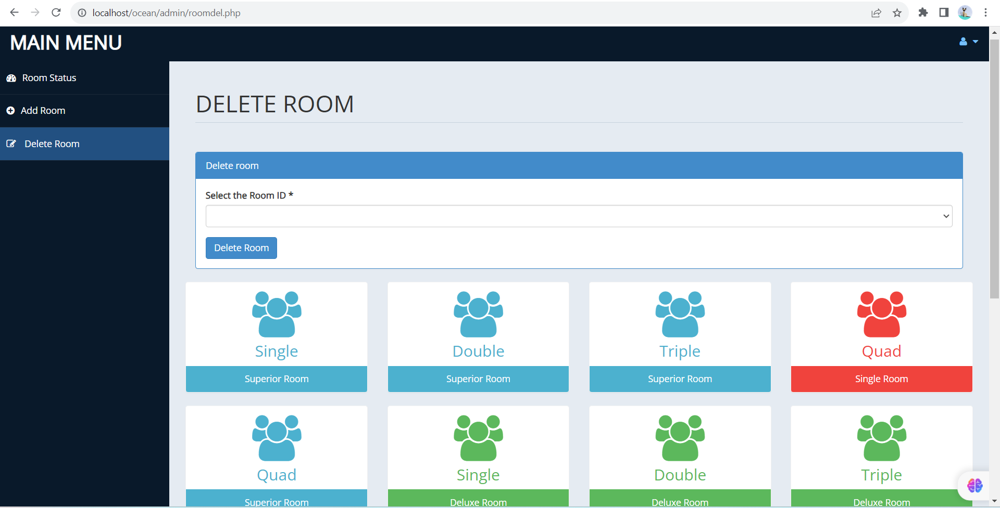 localhost/ocean/admin/roomdel.php
MAIN MENU
Room Status
Add Room
Delete Room
DELETE ROOM
Delete room
Select the Room ID *
Delete Room
Single
Superior Room
Double
Superior Room
Triple
Superior Room
Quad
Single Room
Quad
Superior Room
Single
Deluxe Room
Double
Deluxe Room
Triple
Deluxe Room